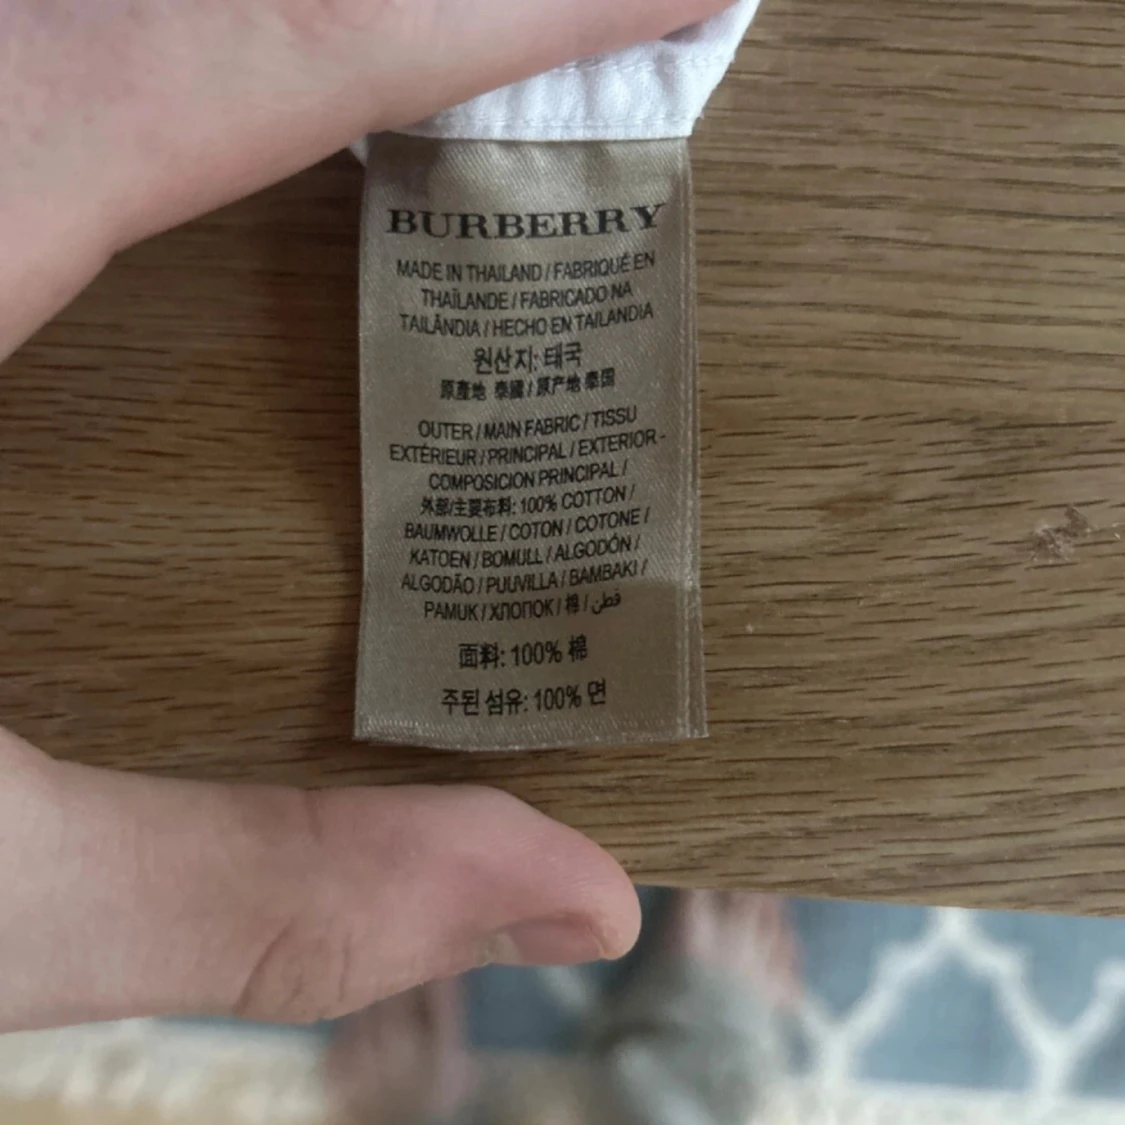 BURBERRY
MADE IN THAILAND / FABRIQUÉ EN
THAÏLANDE / FABRICADO NA
TAILÂNDIA / HECHO EN TAILANDIA
원산지: 태국
原產地 泰國 / 原产地 泰国
OUTER / MAIN FABRIC / TISSU
EXTÉRIEUR / PRINCIPAL / EXTERIOR -
COMPOSICION PRINCIPAL /
外部/主要布料: 100% COTTON /
BAUMWOLLE / COTON / COTONE /
KATOEN / BOMULL / ALGODÓN /
ALGODÃO / PUUVILLA / BAMBAKI /
PAMUK / ХЛОПОК / 棉 / قطن
面料: 100% 棉
주된 섬유: 100% 면